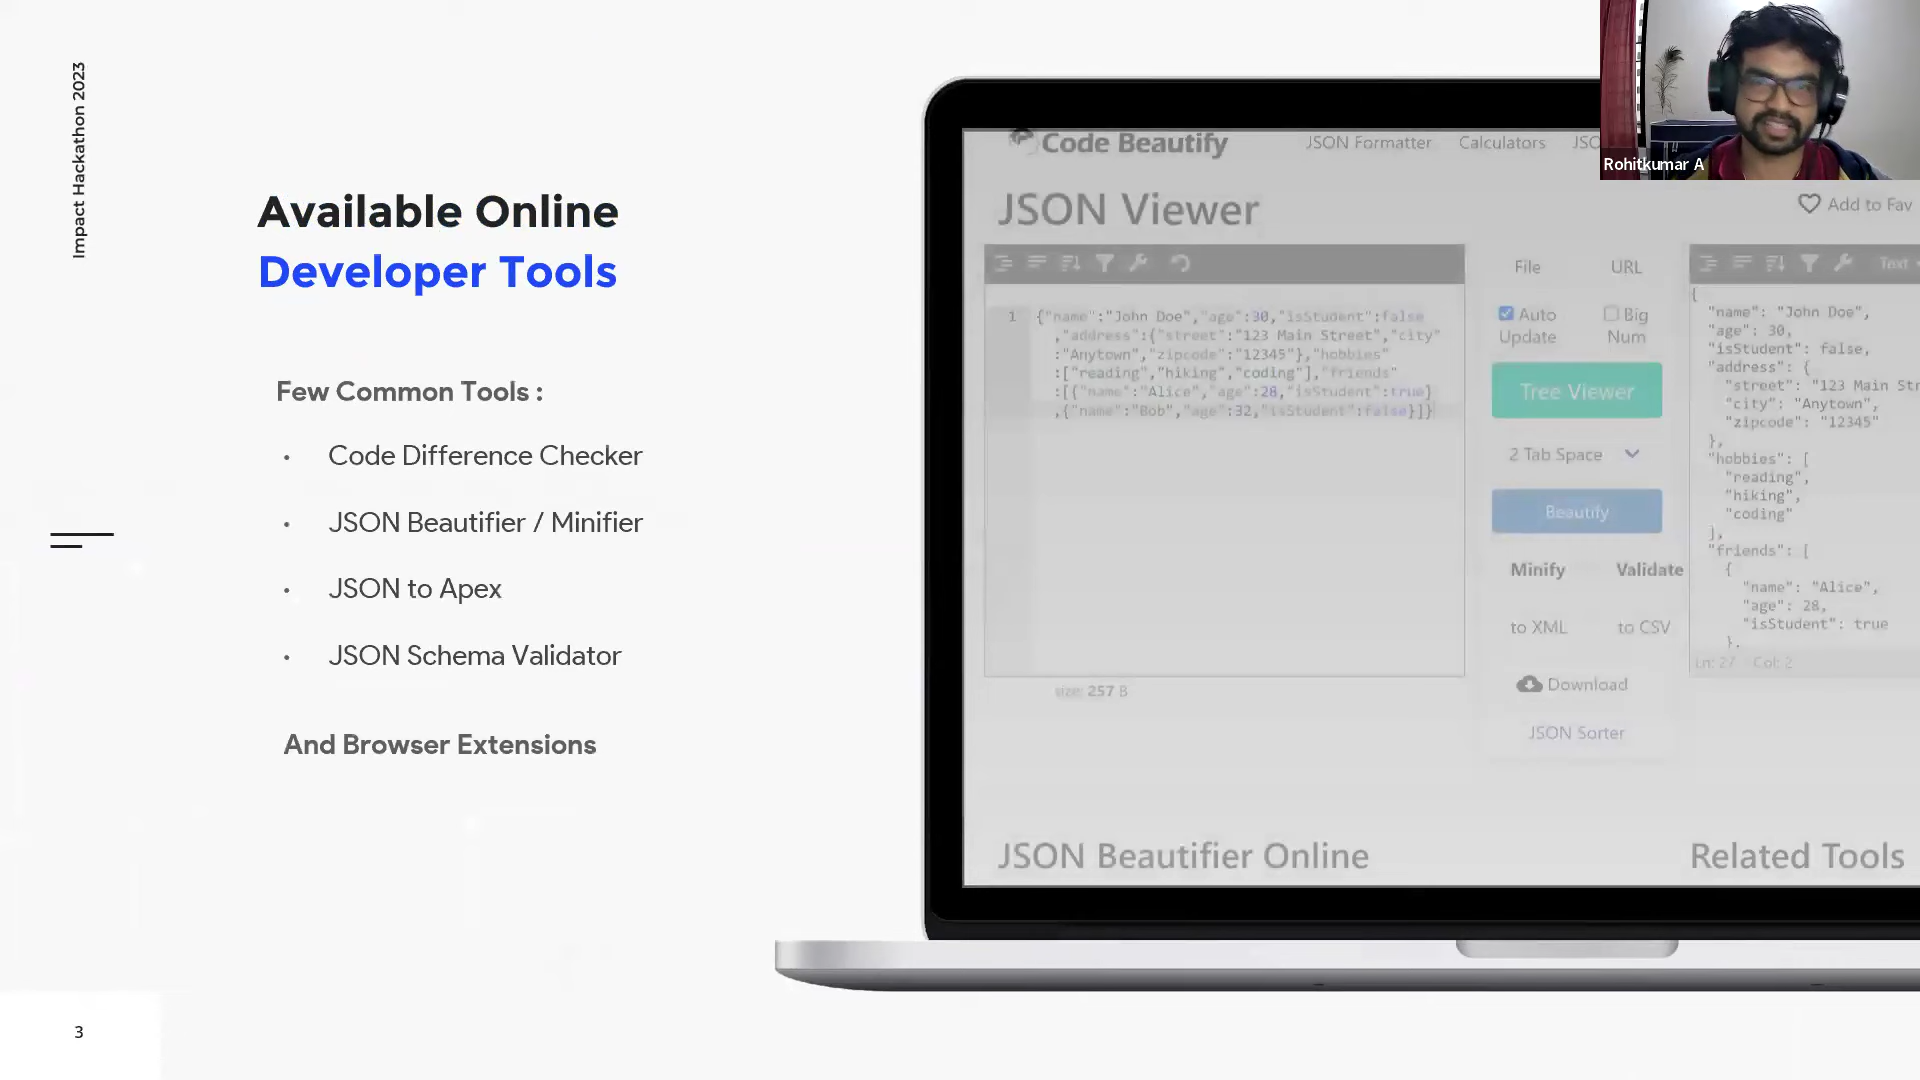 Impact Hackathon 2023
Available Online
Developer Tools
Few Common Tools :
• Code Difference Checker
• JSON Beautifier / Minifier
• JSON to Apex
• JSON Schema Validator
And Browser Extensions
3
Code Beautify
JSON Formatter
Calculators
JSO
JSON Viewer
Add to Fav
1
{"name":"John Doe","age":30,"isStudent":false
,"address":{"street":"123 Main Street","city"
:"Anytown","zipcode":"12345"},"hobbies"
:["reading","hiking","coding"],"friends"
:[{"name":"Alice","age":28,"isStudent":true}
,{"name":"Bob","age":32,"isStudent":false}]}
size: 257 B
File URL
Auto Update
Big Num
Tree Viewer
2 Tab Space
Beautify
Minify Validate
to XML to CSV
Download
JSON Sorter
Text
{
"name": "John Doe",
"age": 30,
"isStudent": false,
"address": {
"street": "123 Main Str
"city": "Anytown",
"zipcode": "12345"
},
"hobbies": [
"reading",
"hiking",
"coding"
],
"friends": [
{
"name": "Alice",
"age": 28,
"isStudent": true
},
Ln: 27 Col: 2
JSON Beautifier Online
Related Tools
Rohitkumar A